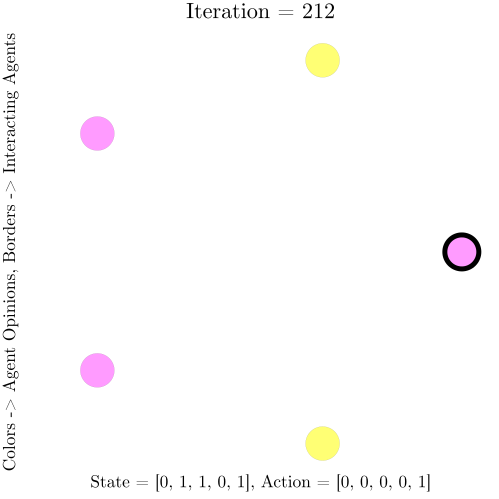 Iteration = 212
Colors -> Agent Opinions, Borders -> Interacting Agents
State = [0, 1, 1, 0, 1], Action = [0, 0, 0, 0, 1]